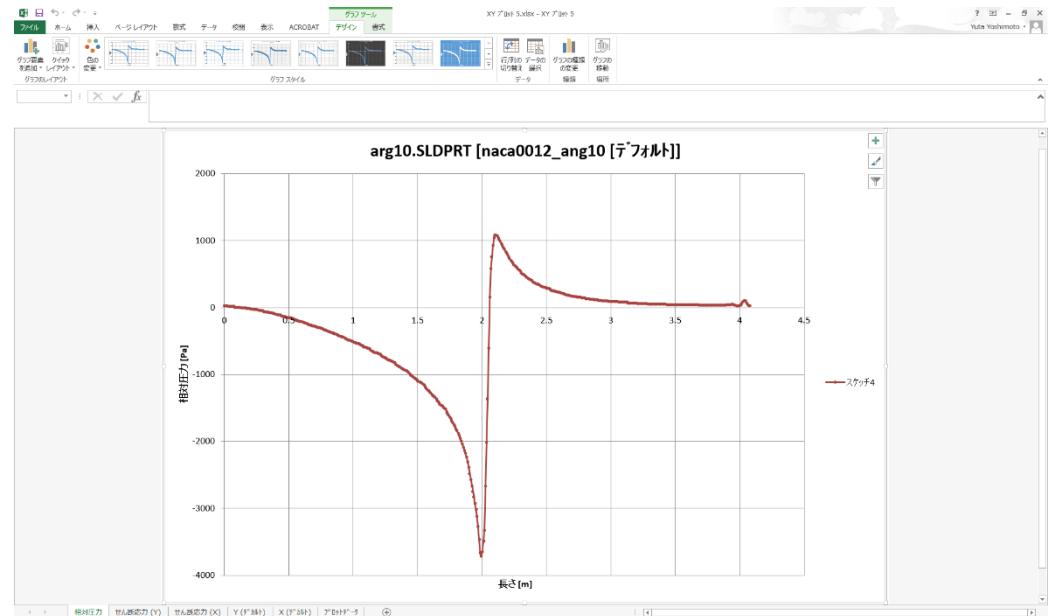 XY プロット 5.xlsx - XY プロット 5
グラフ ツール
ファイル ホーム 挿入 ページ レイアウト 数式 データ 校閲 表示 ACROBAT デザイン 書式
Yuta Yoshimoto
グラフ要素を追加 クイックレイアウト 色の変更 行/列の切り替え データの選択 グラフの種類の変更 グラフの移動
グラフのレイアウト グラフ スタイル データ 種類 場所
fx
arg10.SLDPRT [naca0012_ang10 [デフォルト]]
2000
1000
0
-1000
-2000
-3000
-4000
0 0.5 1 1.5 2 2.5 3 3.5 4 4.5
相対圧力 [Pa]
スケッチ4
長さ [m]
相対圧力 せん断応力 (Y) せん断応力 (X) Y (デカルト) X (デカルト) プロットデータ